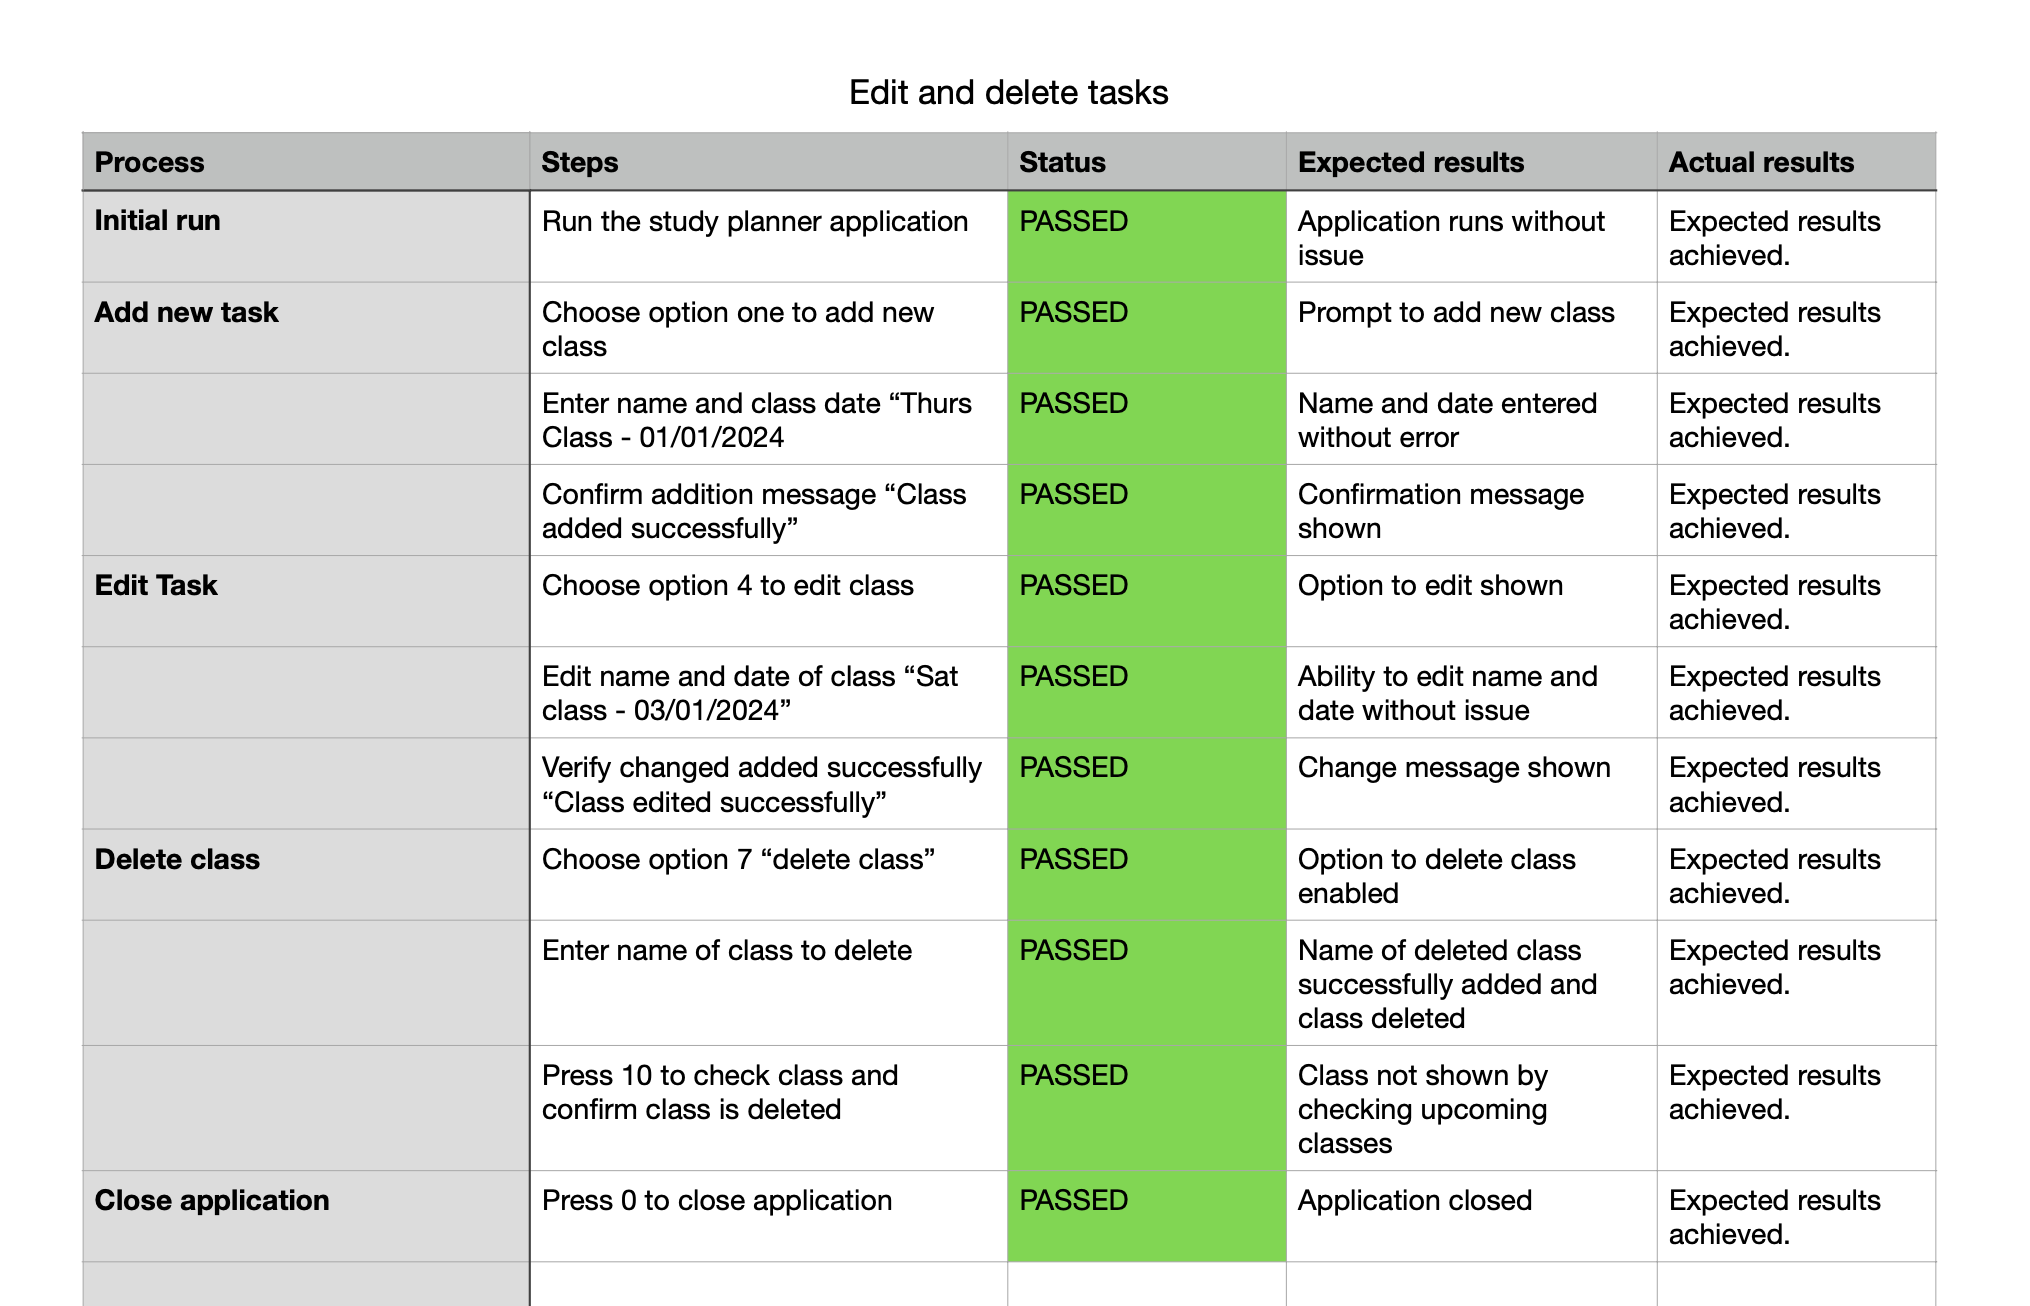 Edit and delete tasks
Process Steps Status Expected results Actual results
Initial run Run the study planner application PASSED Application runs without Expected results
issue achieved.
Add new task Choose option one to add new PASSED Prompt to add new class Expected results
class achieved.
Enter name and class date “Thurs PASSED Name and date entered Expected results
Class - 01/01/2024 without error achieved.
Confirm addition message “Class PASSED Confirmation message Expected results
added successfully” shown achieved.
Edit Task Choose option 4 to edit class PASSED Option to edit shown Expected results
achieved.
Edit name and date of class “Sat PASSED Ability to edit name and Expected results
class - 03/01/2024” date without issue achieved.
Verify changed added successfully PASSED Change message shown Expected results
“Class edited successfully” achieved.
Delete class Choose option 7 “delete class” PASSED Option to delete class Expected results
enabled achieved.
Enter name of class to delete PASSED Name of deleted class Expected results
successfully added and achieved.
class deleted
Press 10 to check class and PASSED Class not shown by Expected results
confirm class is deleted checking upcoming achieved.
classes
Close application Press 0 to close application PASSED Application closed Expected results
achieved.